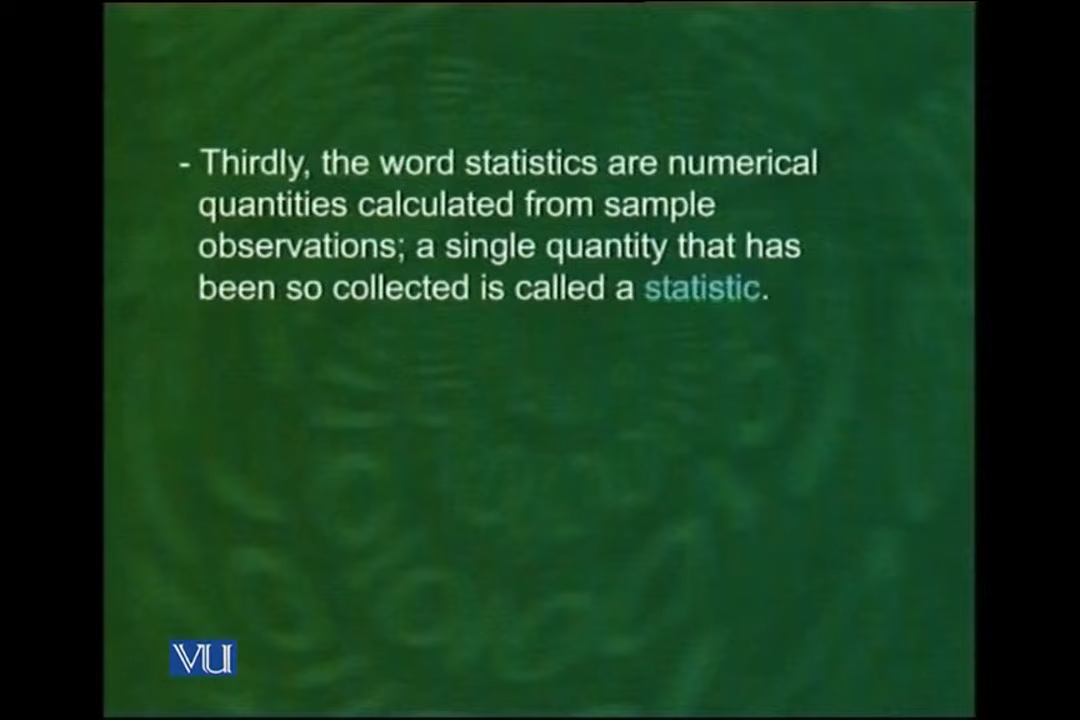 - Thirdly, the word statistics are numerical
quantities calculated from sample
observations; a single quantity that has
been so collected is called a statistic.
VU